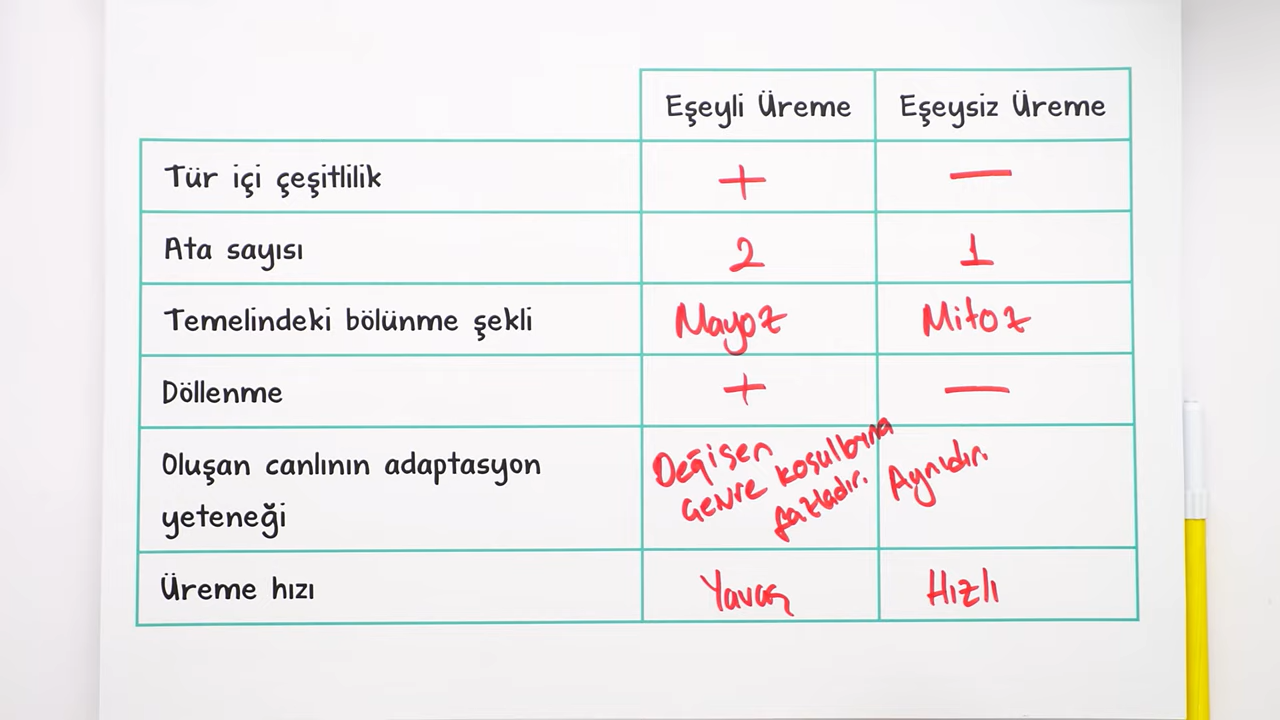 Eşeyli Üreme Eşeysiz Üreme
Tür içi çeşitlilik + —
Ata sayısı 2 1
Temelindeki bölünme şekli Mayoz Mitoz
Döllenme + —
Oluşan canlının adaptasyon
yeteneği
Değişen
çevre koşullarına
fazladır.
Aynıdır.
Üreme hızı Yavaş Hızlı